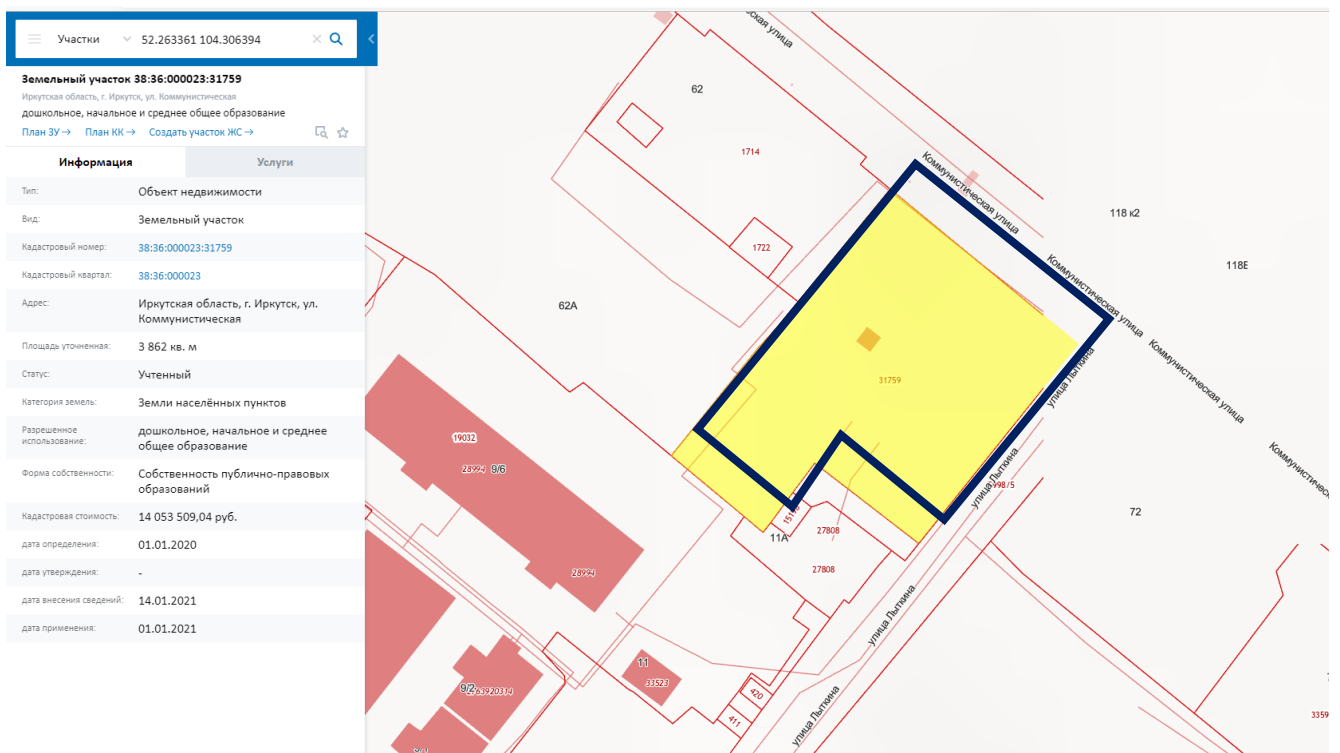 Участки 52.263361 104.306394
Земельный участок 38:36:000023:31759
Иркутская область, г. Иркутск, ул. Коммунистическая
дошкольное, начальное и среднее общее образование
План ЗУ → План КК → Создать участок ЖС →
Информация Услуги
Тип: Объект недвижимости
Вид: Земельный участок
Кадастровый номер: 38:36:000023:31759
Кадастровый квартал: 38:36:000023
Адрес: Иркутская область, г. Иркутск, ул.
Коммунистическая
Площадь уточненная: 3 862 кв. м
Статус: Учтенный
Категория земель: Земли населённых пунктов
Разрешенное
использование:
дошкольное, начальное и среднее
общее образование
Форма собственности: Собственность публично-правовых
образований
Кадастровая стоимость: 14 053 509,04 руб.
дата определения: 01.01.2020
дата утверждения: -
дата внесения сведений: 14.01.2021
дата применения: 01.01.2021
улица
62
1714
Коммунистическая улица
118 к2
1722
118Е
Коммунистическая улица
62А
Коммунистическая улица
31759
улица Лыткина
19032
28994 9/6
улица Лыткина
98/5
72
11А
27808
27808
28994
улица Лыткина
11
33523
9/2
420
411
улица Лыткина
3359